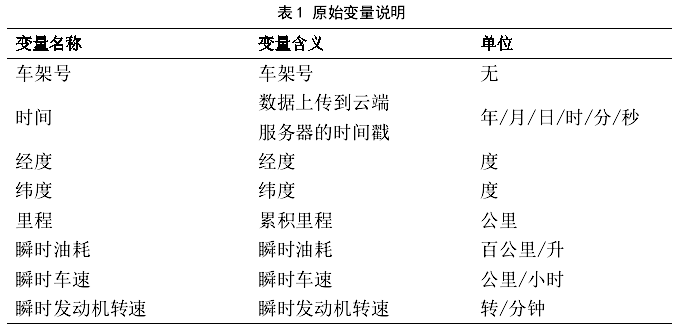 表1 原始变量说明
变量名称 变量含义 单位
车架号 车架号 无
时间 数据上传到云端服务器的时间戳 年/月/日/时/分/秒
经度 经度 度
纬度 纬度 度
里程 累积里程 公里
瞬时油耗 瞬时油耗 百公里/升
瞬时车速 瞬时车速 公里/小时
瞬时发动机转速 瞬时发动机转速 转/分钟